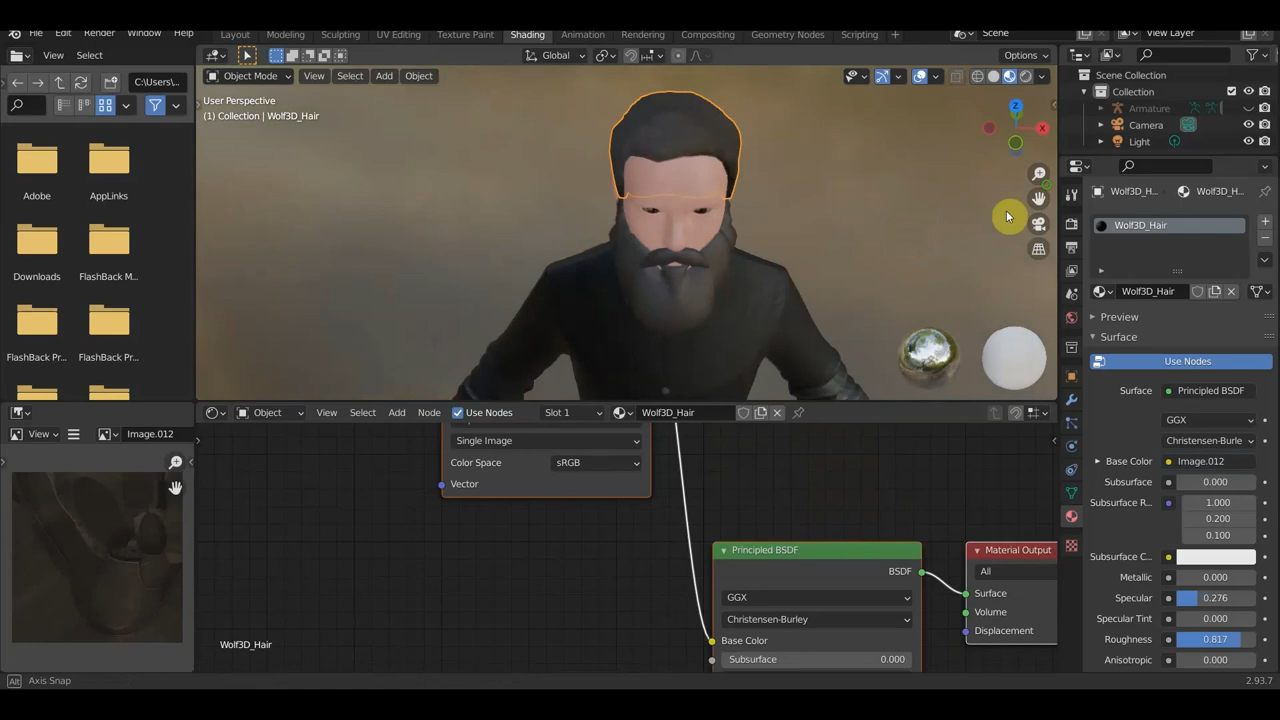 File Edit Render Window Help
Layout Modeling Sculpting UV Editing Texture Paint Shading Animation Rendering Compositing Geometry Nodes Scripting
Scene
View Layer
View Select
Global
Options
C:\Users\...
Object Mode View Select Add Object
User Perspective
(1) Collection | Wolf3D_Hair
Z
X
Adobe
AppLinks
Downloads
FlashBack M...
FlashBack Pr...
FlashBack Pr...
View
Image.012
Object View Select Add Node Use Nodes Slot 1 Wolf3D_Hair
Single Image
Color Space sRGB
Vector
Principled BSDF
BSDF
GGX
Christensen-Burley
Base Color
Subsurface 0.000
Material Output
All
Surface
Volume
Displacement
Wolf3D_Hair
Scene Collection
Collection
Armature
Camera
Light
Wolf3D_H... Wolf3D_H...
Wolf3D_Hair
Wolf3D_Hair
Preview
Surface
Use Nodes
Surface Principled BSDF
GGX
Christensen-Burle
Base Color Image.012
Subsurface 0.000
Subsurface R... 1.000
0.200
0.100
Subsurface C...
Metallic 0.000
Specular 0.276
Specular Tint 0.000
Roughness 0.817
Anisotropic 0.000
Alt Axis Snap
2.93.7